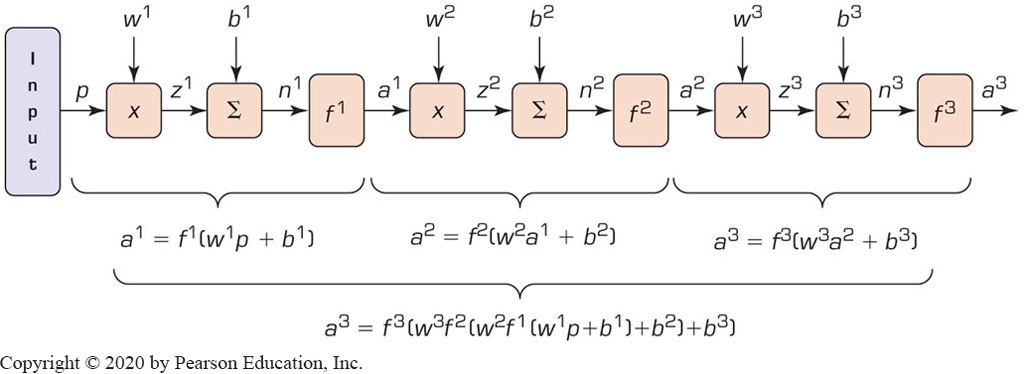 w¹ b¹ w² b² w³ b³
Input
p x z¹ Σ n¹ f¹ a¹ x z² Σ n² f² a² x z³ Σ n³ f³ a³
a¹ = f¹(w¹p + b¹) a² = f²(w²a¹ + b²) a³ = f³(w³a² + b³)
a³ = f³(w³f²(w²f¹(w¹p+b¹)+b²)+b³)
Copyright © 2020 by Pearson Education, Inc.